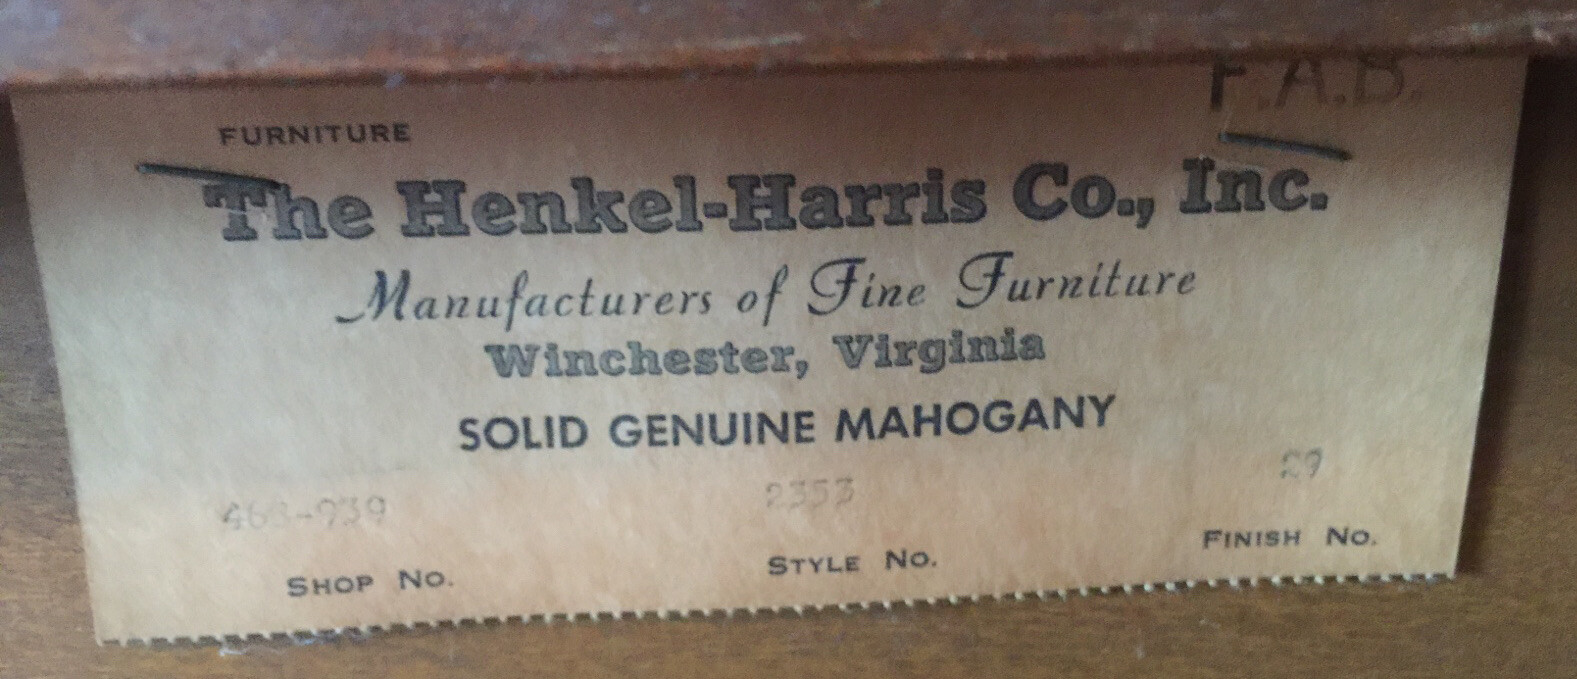 F.A.B.
FURNITURE
The Henkel-Harris Co., Inc.
Manufacturers of Fine Furniture
Winchester, Virginia
SOLID GENUINE MAHOGANY
2353
29
SHOP No.
STYLE No.
FINISH No.